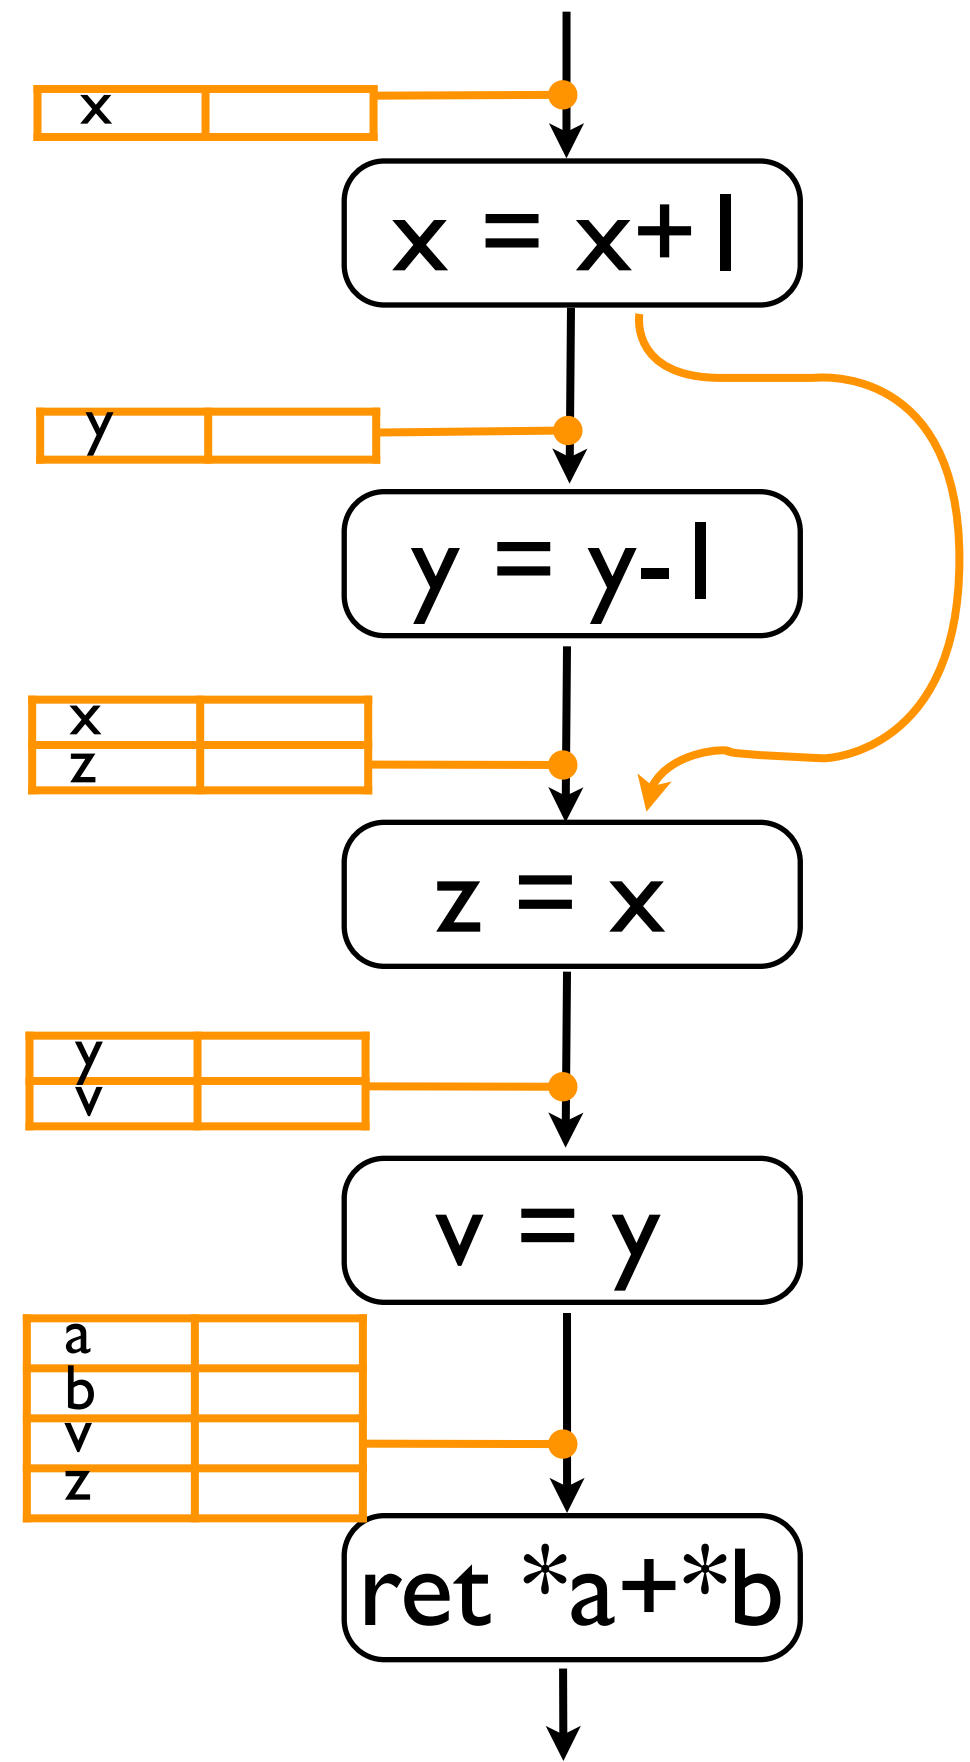 x
x = x+1
y
y = y-1
x
z
z = x
y
v
v = y
a
b
v
z
ret *a+*b